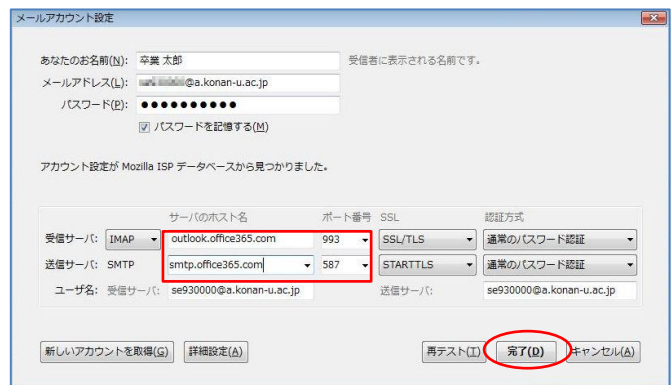 メールアカウント設定
あなたのお名前(N): 卒業 太郎 受信者に表示される名前です。
メールアドレス(L): @a.konan-u.ac.jp
パスワード(P): ●●●●●●●●●●
パスワードを記憶する(M)
アカウント設定が Mozilla ISP データベースから見つかりました。
サーバのホスト名 ポート番号 SSL 認証方式
受信サーバ: IMAP outlook.office365.com 993 SSL/TLS 通常のパスワード認証
送信サーバ: SMTP smtp.office365.com 587 STARTTLS 通常のパスワード認証
ユーザ名: 受信サーバ: se930000@a.konan-u.ac.jp 送信サーバ: se930000@a.konan-u.ac.jp
新しいアカウントを取得(G) 詳細設定(A) 再テスト(T) 完了(D) キャンセル(A)